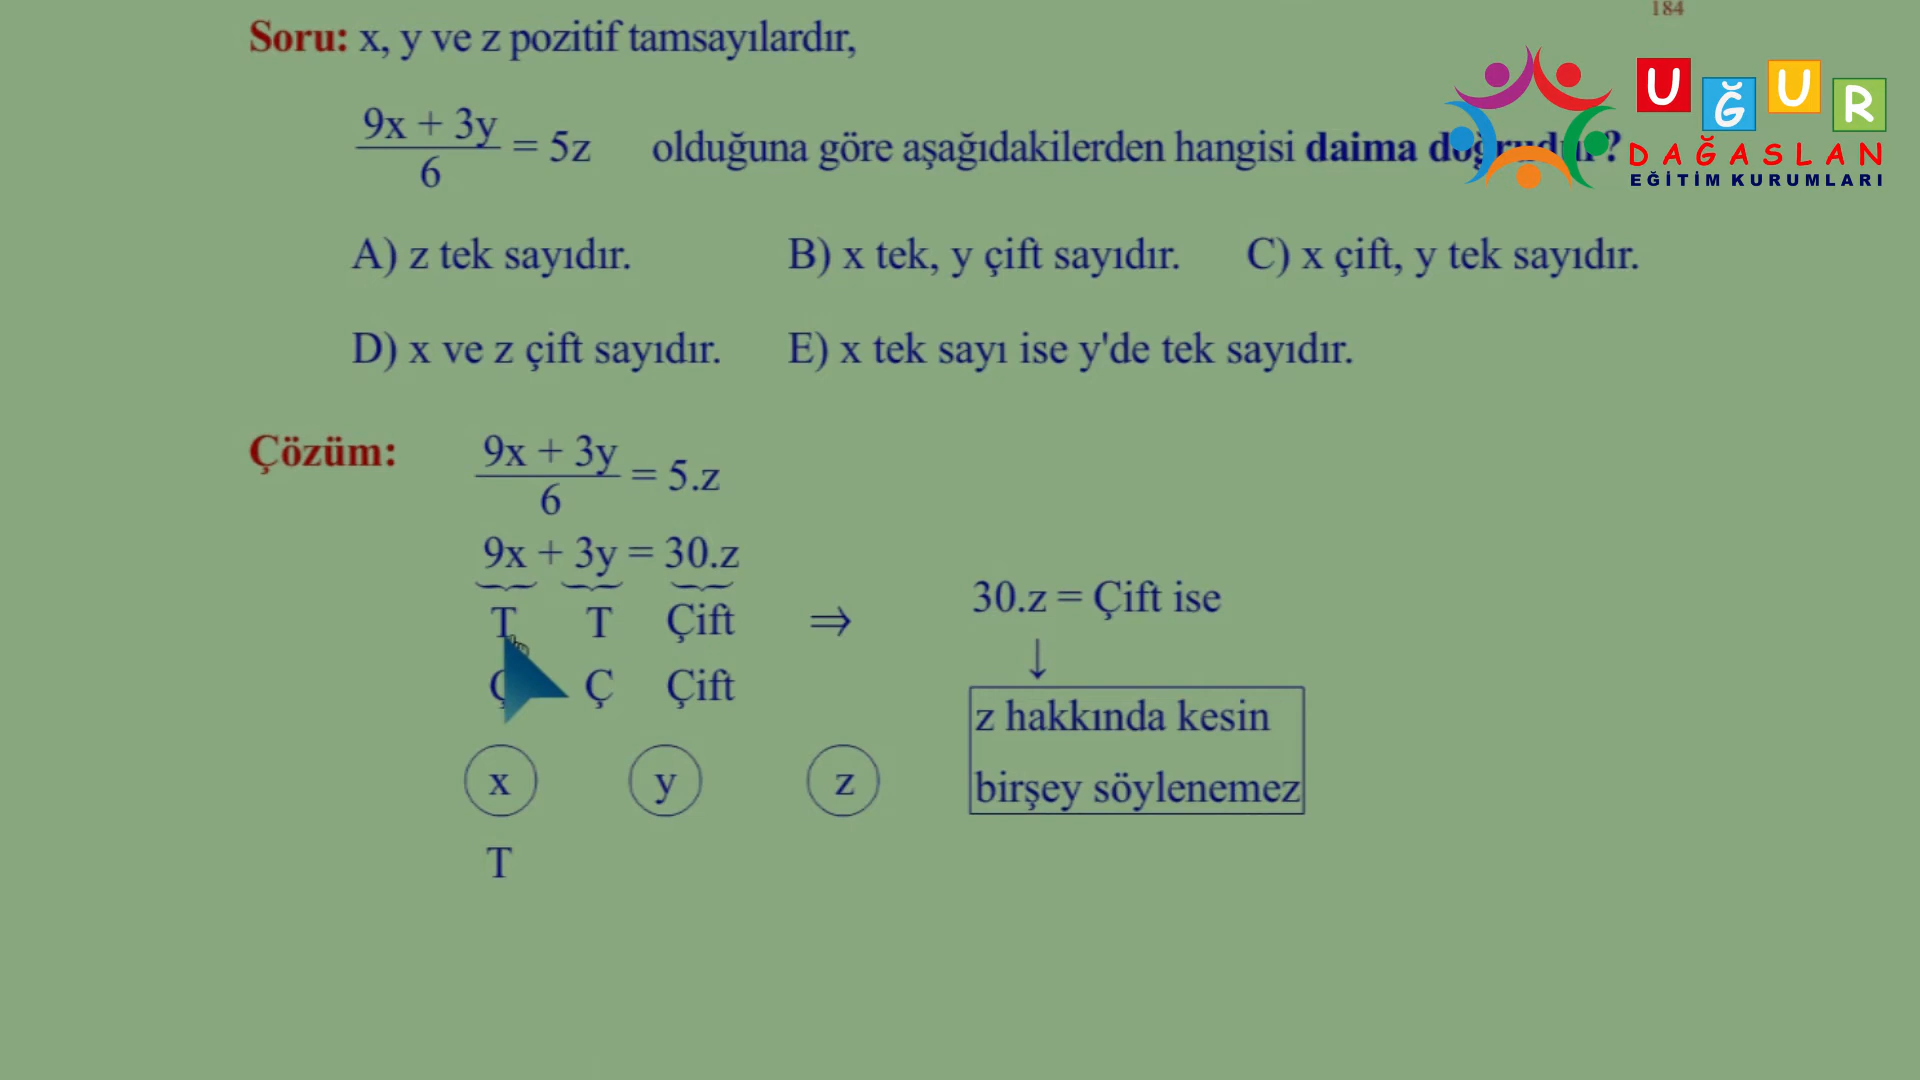 184
Soru: x, y ve z pozitif tamsayılardır,
9x + 3y
6
= 5z olduğuna göre aşağıdakilerden hangisi daima doğrudur?
A) z tek sayıdır. B) x tek, y çift sayıdır. C) x çift, y tek sayıdır.
D) x ve z çift sayıdır. E) x tek sayı ise y'de tek sayıdır.
Çözüm:
9x + 3y
6
= 5.z
9x + 3y = 30.z
T T Çift ⇒ 30.z = Çift ise
↓
Ç Ç Çift
z hakkında kesin
birşey söylenemez
x y z
T
UĞUR
DAĞASLAN
EĞİTİM KURUMLARI